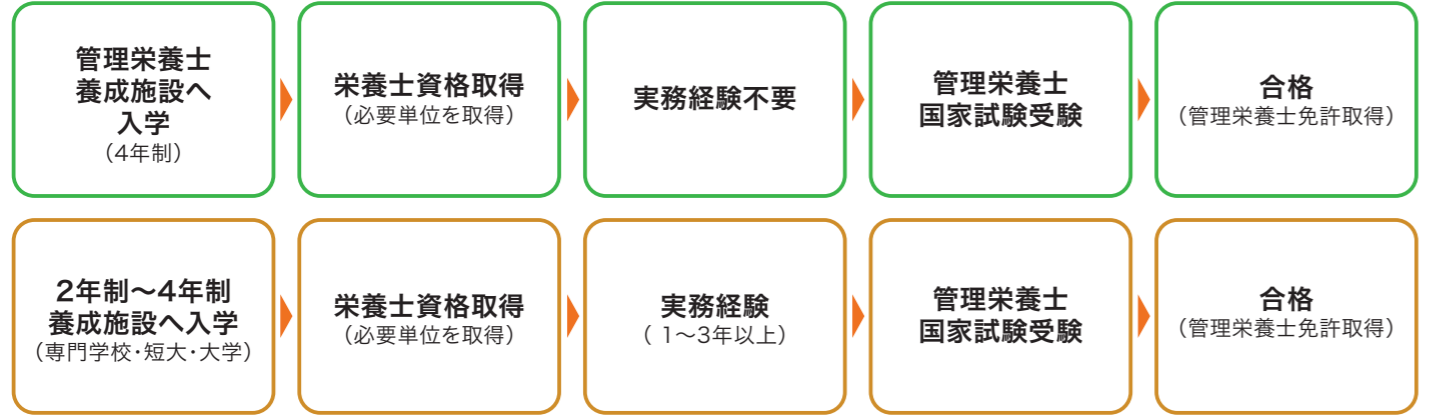 管理栄養士
養成施設へ
入学
（4年制）
栄養士資格取得
（必要単位を取得）
実務経験不要
管理栄養士
国家試験受験
合格
（管理栄養士免許取得）
2年制〜4年制
養成施設へ入学
（専門学校・短大・大学）
栄養士資格取得
（必要単位を取得）
実務経験
（ 1〜3年以上）
管理栄養士
国家試験受験
合格
（管理栄養士免許取得）